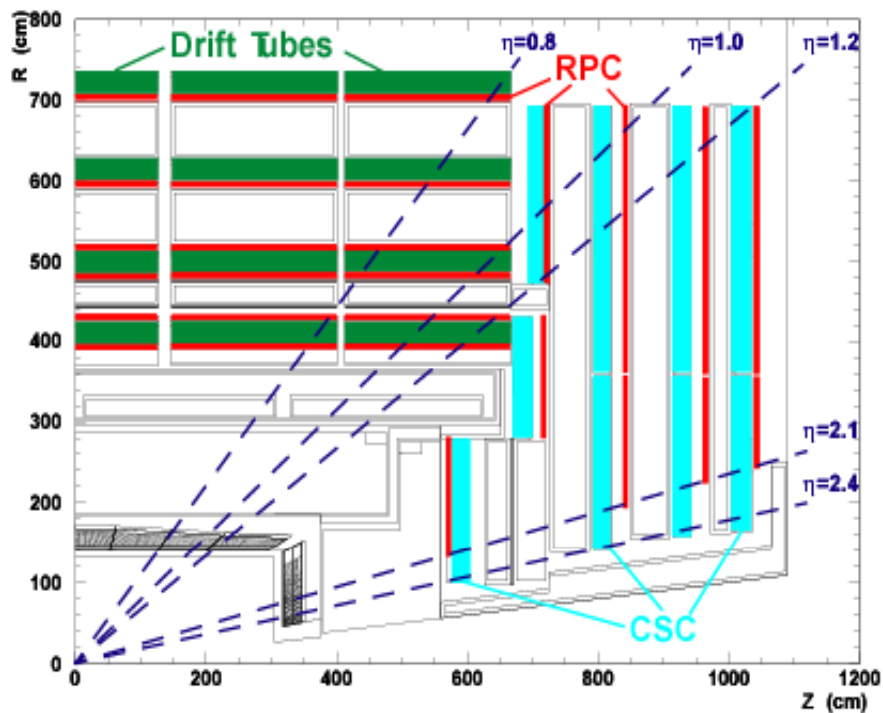 R (cm)
800
700
600
500
400
300
200
100
0
Drift Tubes
RPC
η=0.8
η=1.0
η=1.2
η=2.1
η=2.4
CSC
0
200
400
600
800
1000
1200
Z (cm)